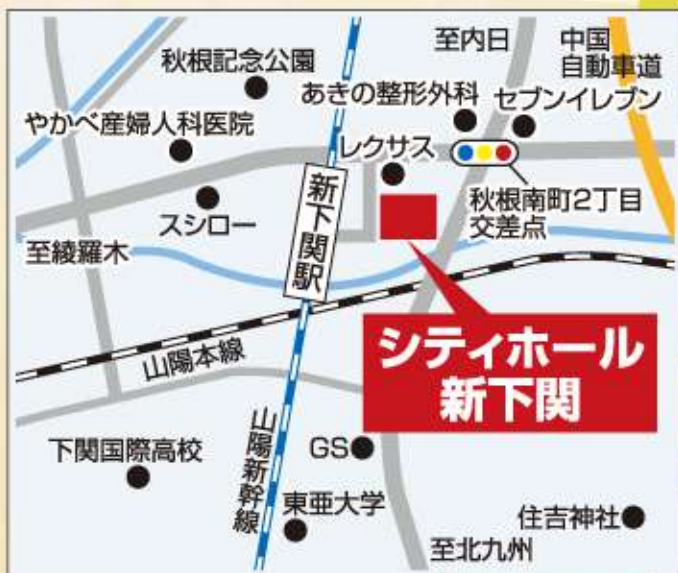 至内日
中国
自動車道
秋根記念公園
あきの整形外科
セブンイレブン
やかべ産婦人科医院
レクサス
秋根南町2丁目
交差点
スシロー
新下関駅
至綾羅木
シティホール
新下関
山陽本線
山陽新幹線
下関国際高校
GS
東亜大学
住吉神社
至北九州